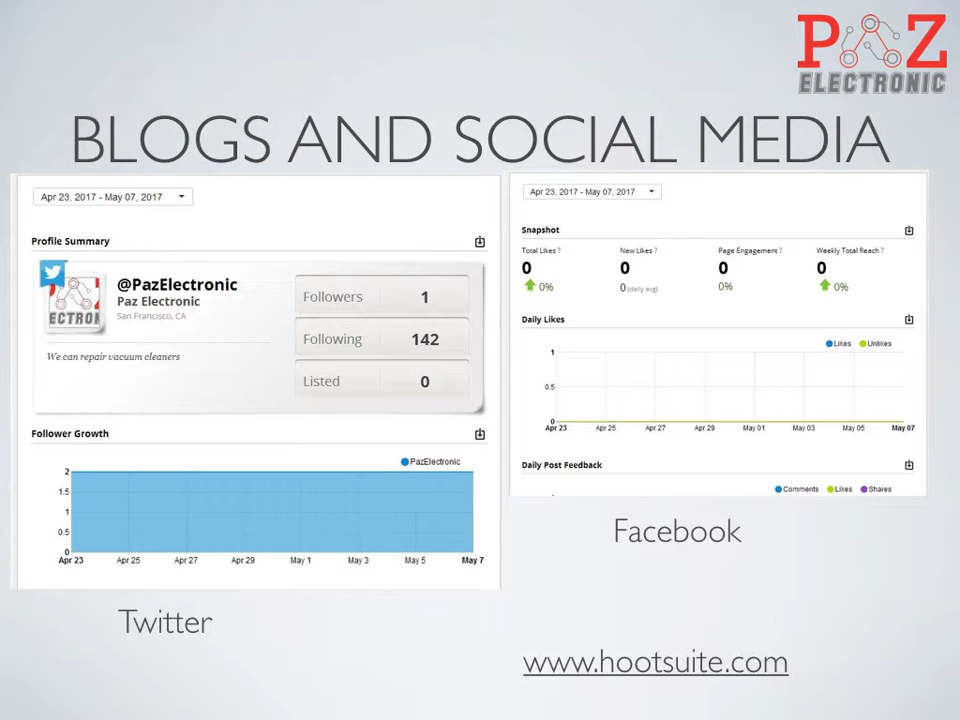 PAZ
ELECTRONIC
BLOGS AND SOCIAL MEDIA
Apr 23, 2017 - May 07, 2017
Profile Summary
@PazElectronic
Paz Electronic
San Francisco, CA
We can repair vacuum cleaners
ECTRON
Followers 1
Following 142
Listed 0
Follower Growth
PazElectronic
2
1.5
1
0.5
0
Apr 23 Apr 25 Apr 27 Apr 29 May 1 May 3 May 5 May 7
Twitter
Apr 23, 2017 - May 07, 2017
Snapshot
Total Likes ? New Likes ? Page Engagement ? Weekly Total Reach ?
0 0 0 0
0% 0 (daily avg) 0% 0%
Daily Likes
Likes Unlikes
1
0.5
0
Apr 23 Apr 25 Apr 27 Apr 29 May 01 May 03 May 05 May 07
Daily Post Feedback
Comments Likes Shares
Facebook
www.hootsuite.com